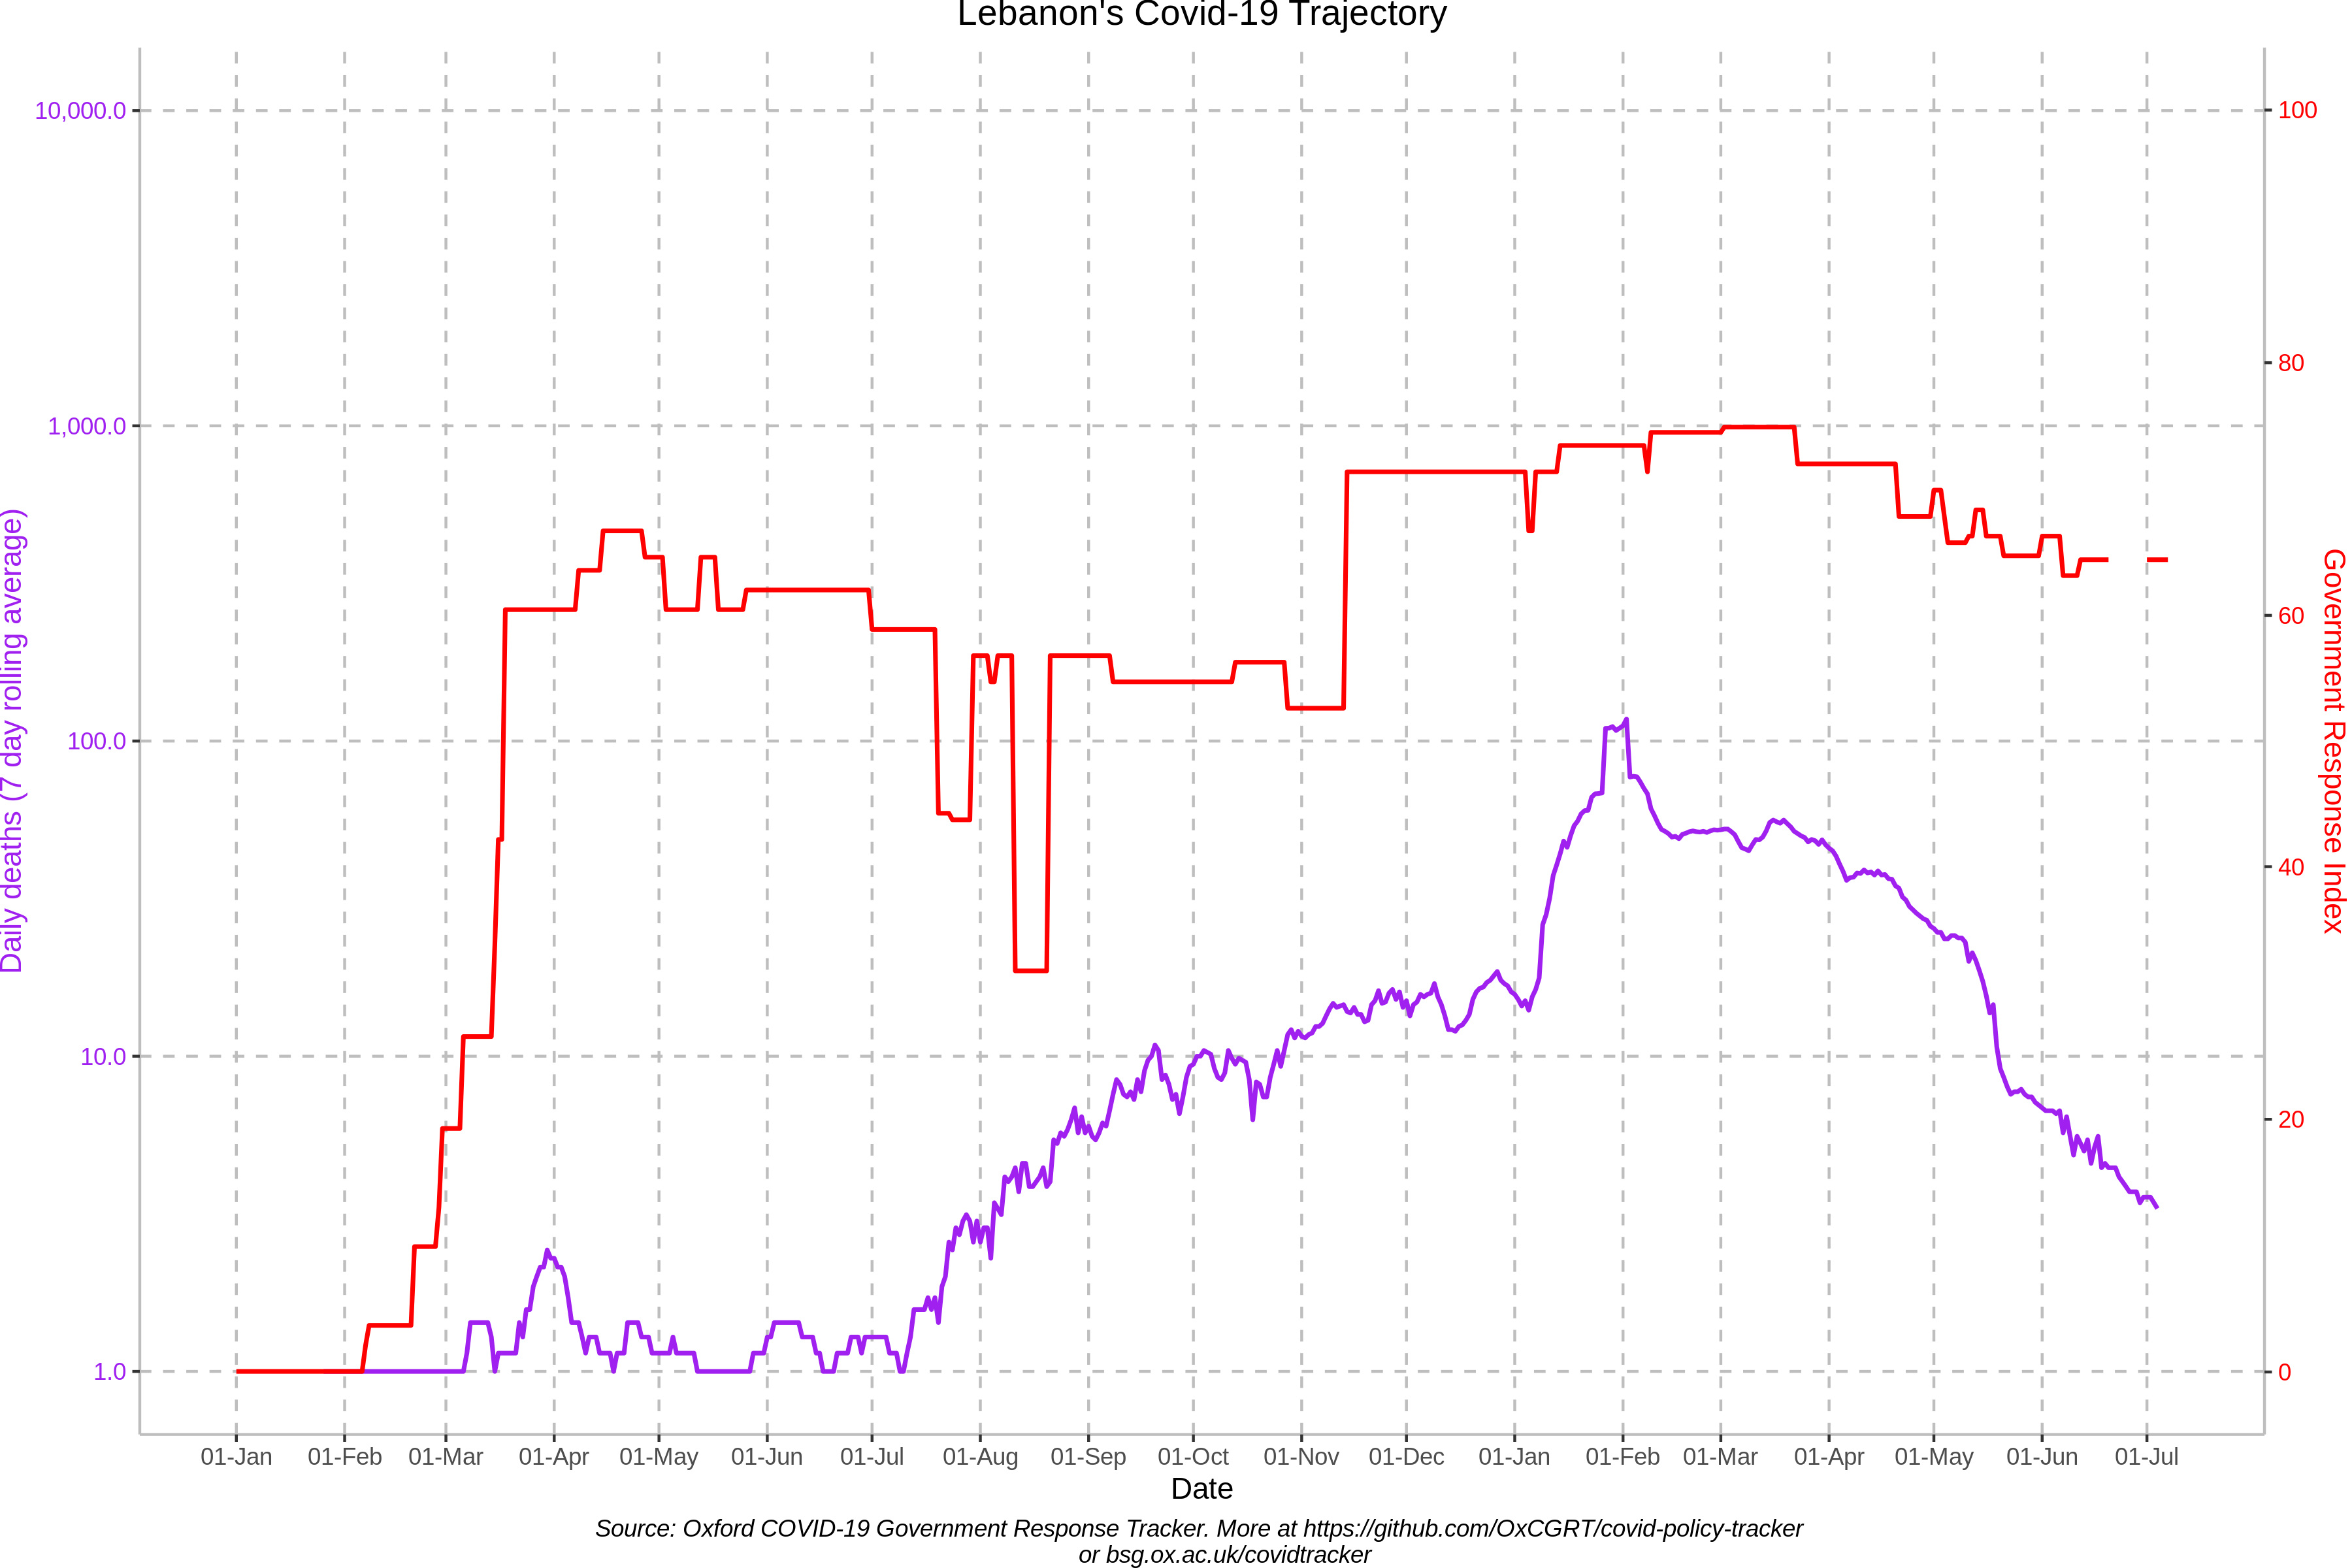 Lebanon's Covid-19 Trajectory
Daily deaths (7 day rolling average)
10,000.0
1,000.0
100.0
10.0
1.0
100
80
60
40
20
0
Government Response Index
01-Jan 01-Feb 01-Mar 01-Apr 01-May 01-Jun 01-Jul 01-Aug 01-Sep 01-Oct 01-Nov 01-Dec 01-Jan 01-Feb 01-Mar 01-Apr 01-May 01-Jun 01-Jul
Date
Source: Oxford COVID-19 Government Response Tracker. More at https://github.com/OxCGRT/covid-policy-tracker
or bsg.ox.ac.uk/covidtracker